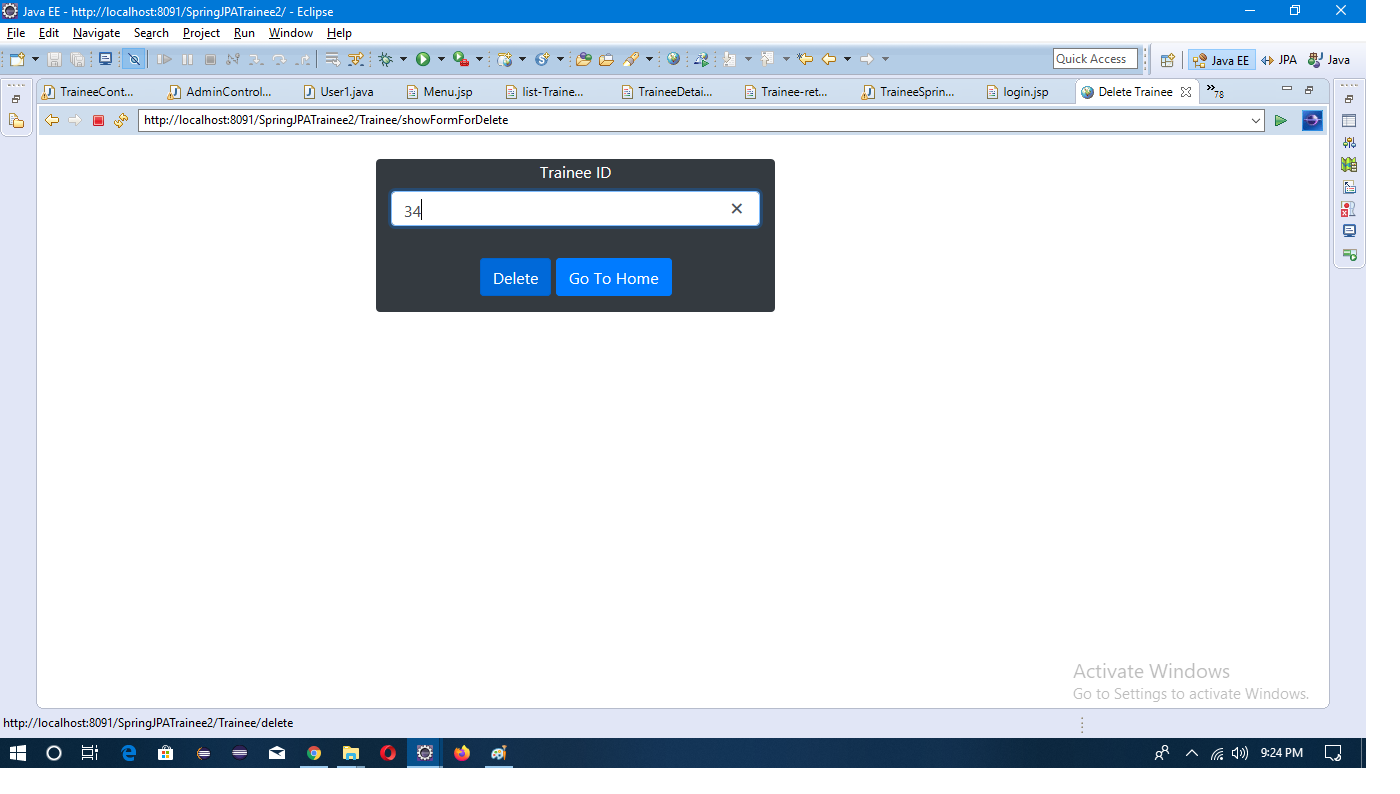 Java EE - http://localhost:8091/SpringJPATrainee2/ - Eclipse
File Edit Navigate Search Project Run Window Help
Quick Access Java EE JPA Java
TraineeCont... AdminControl... User1.java Menu.jsp list-Traine... TraineeDetai... Trainee-ret... TraineeSprin... login.jsp Delete Trainee »78
http://localhost:8091/SpringJPATrainee2/Trainee/showFormForDelete
Trainee ID
34
Delete Go To Home
Activate Windows
Go to Settings to activate Windows.
http://localhost:8091/SpringJPATrainee2/Trainee/delete
9:24 PM